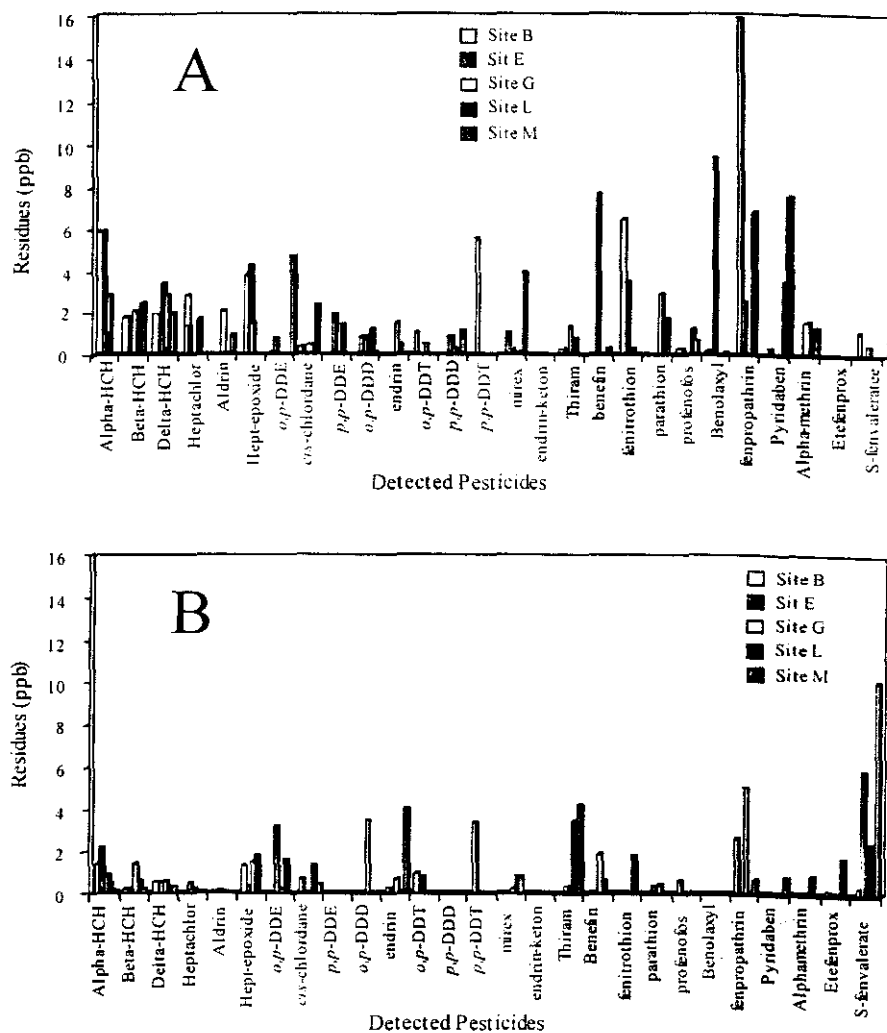 A
16
14
12
10
8
6
4
2
0
Residues (ppb)
Site B
Sit E
Site G
Site L
Site M
Alpha-HCH
Beta-HCH
Delta-HCH
Heptachlor
Aldrin
Hept-epoxide
o,p-DDE
cis-chlordane
p,p-DDE
o,p-DDD
endrin
o,p-DDT
p,p-DDD
p,p-DDT
mirex
endrin-keton
Thiram
benefin
fenitrothion
parathion
profenofos
Benolaxyl
fenpropathrin
Pyridaben
Alpha-methrin
Etefenprox
S-fenvaleratee
Detected Pesticides
B
16
14
12
10
8
6
4
2
0
Residues (ppb)
Site B
Sit E
Site G
Site L
Site M
Alpha-HCH
Beta-HCH
Delta-HCH
Heptachlor
Aldrin
Hept-epoxide
o,p-DDE
cis-chlordane
p,p-DDE
o,p-DDD
endrin
o,p-DDT
p,p-DDD
p,p-DDT
mirex
endrin-keton
Thiram
Benefin
fenitrothion
parathion
profenofos
Benolaxyl
fenpropathrin
Pyridaben
Alphamethrin
Etefenprox
S-fenvalerate
Detected Pesticides